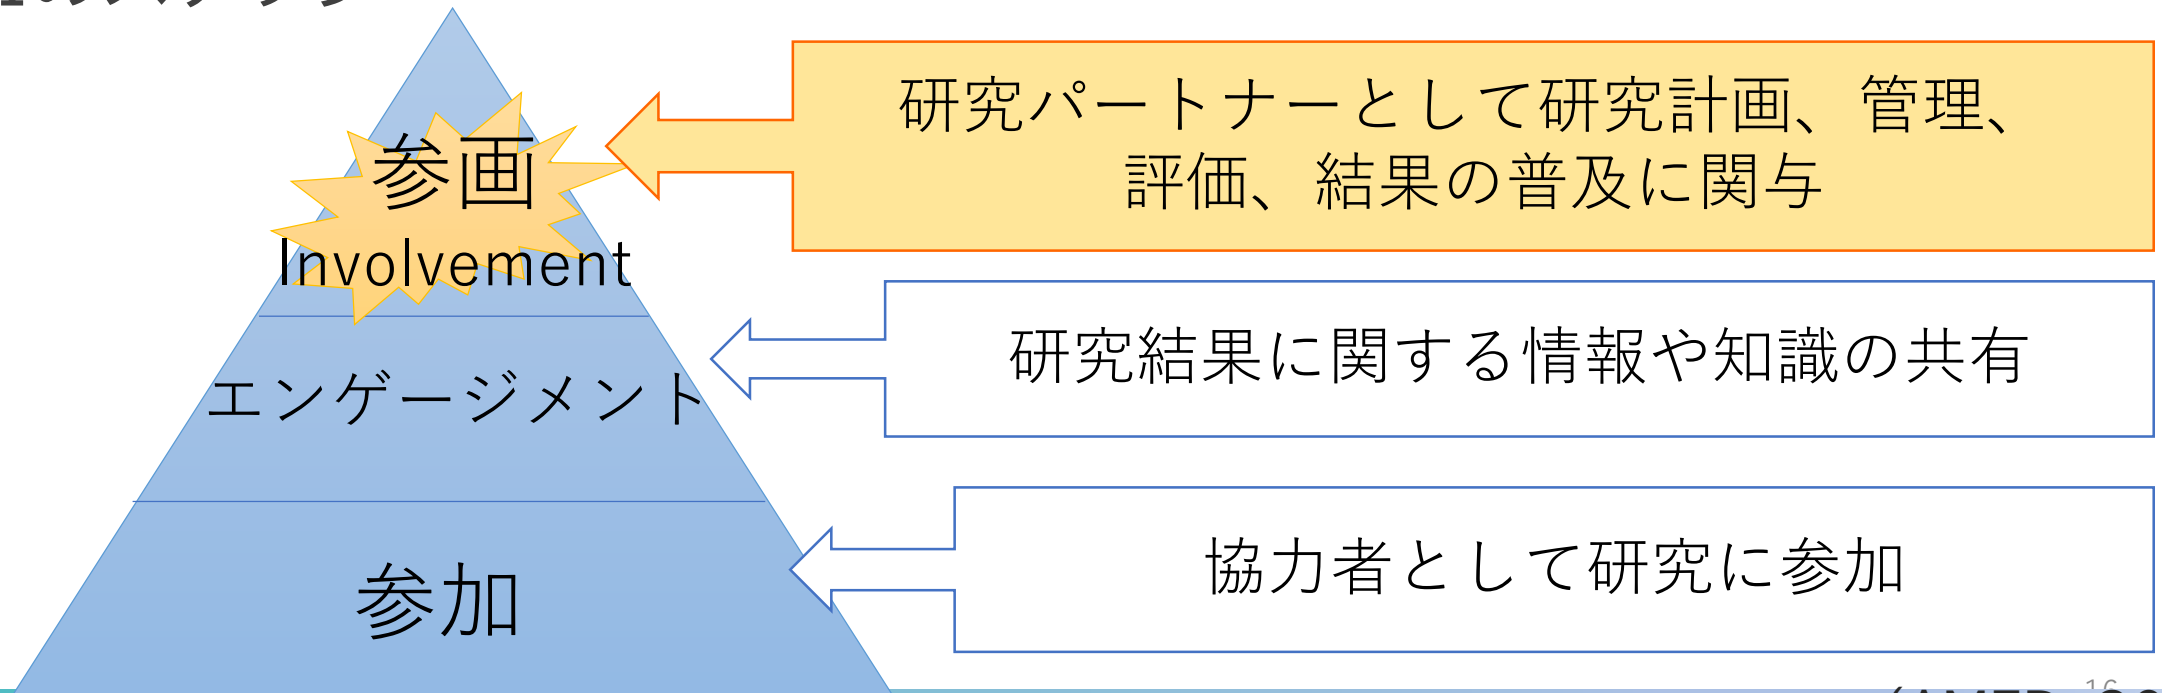 参画
Involvement
研究パートナーとして研究計画、管理、
評価、結果の普及に関与
エンゲージメント
研究結果に関する情報や知識の共有
参加
協力者として研究に参加
16